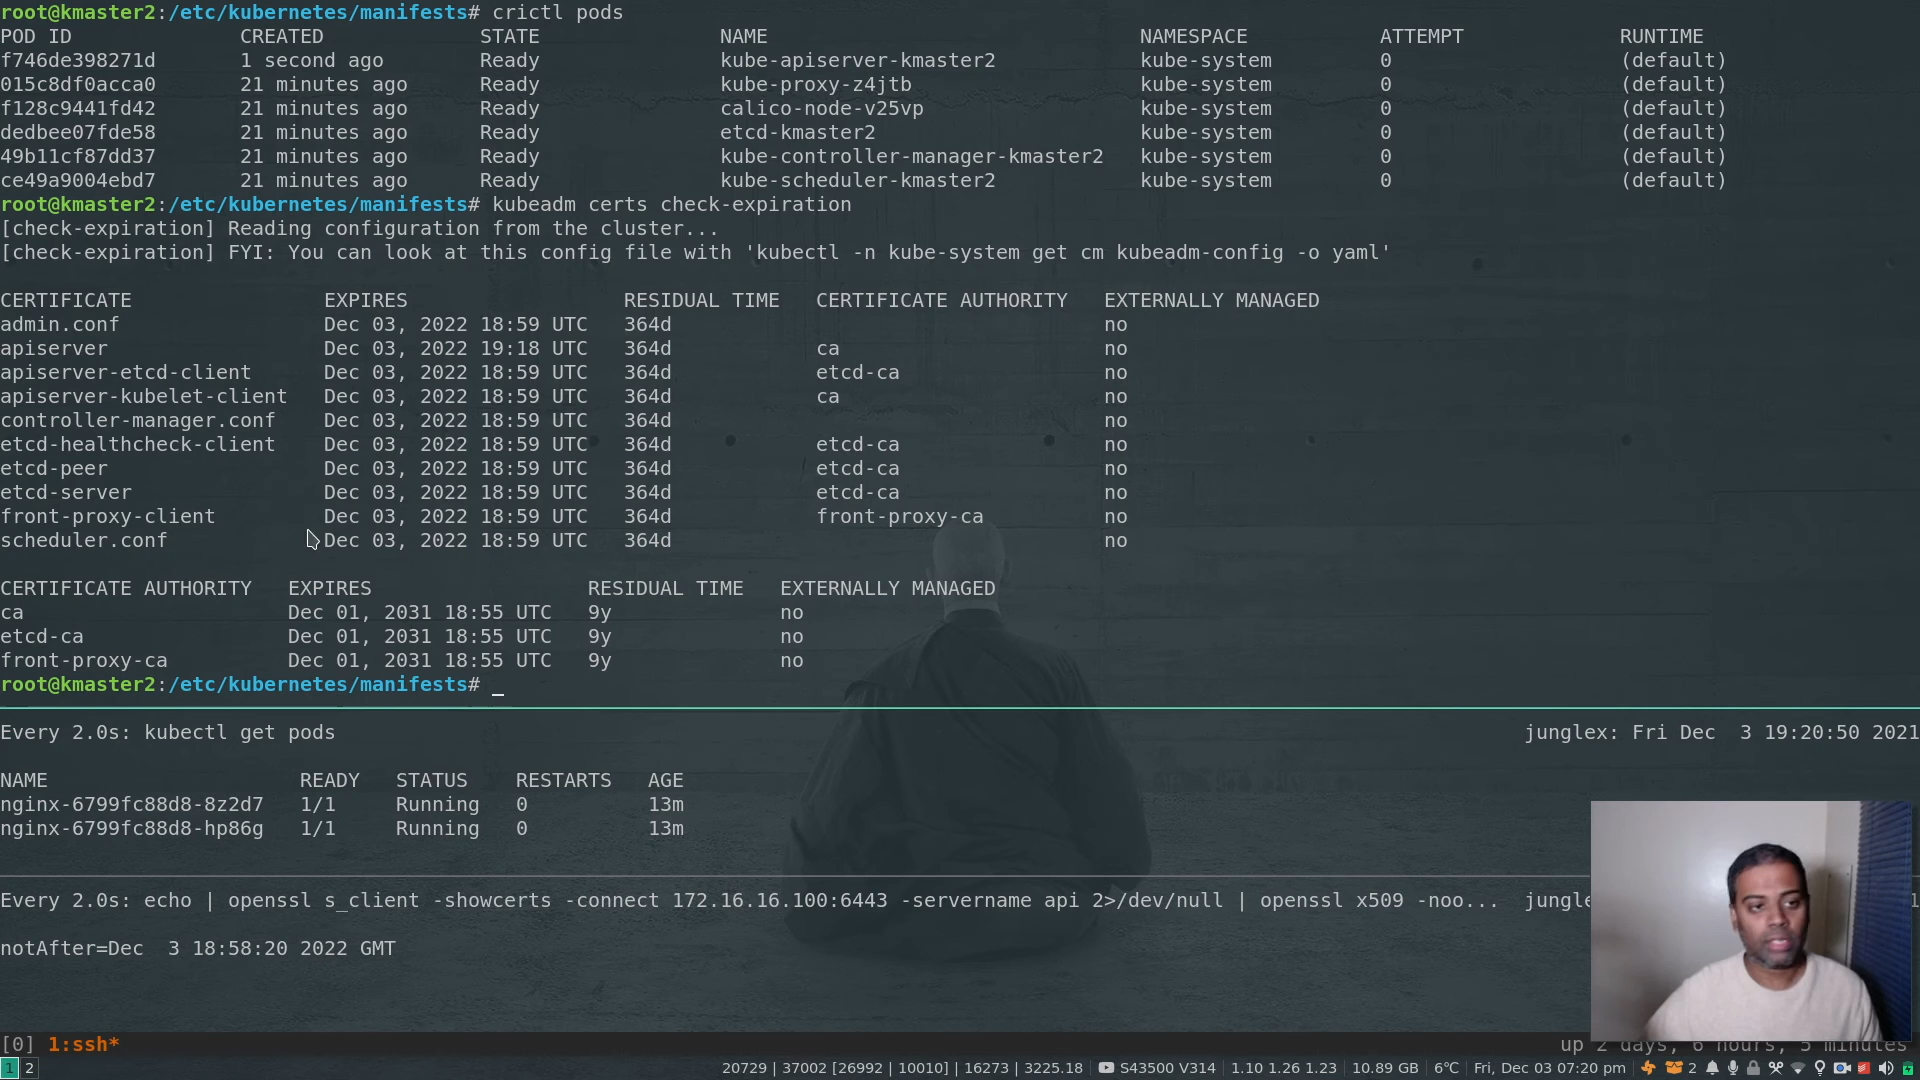 root@kmaster2:/etc/kubernetes/manifests# crictl pods
POD ID CREATED STATE NAME NAMESPACE ATTEMPT RUNTIME
f746de398271d 1 second ago Ready kube-apiserver-kmaster2 kube-system 0 (default)
015c8df0acca0 21 minutes ago Ready kube-proxy-z4jtb kube-system 0 (default)
f128c9441fd42 21 minutes ago Ready calico-node-v25vp kube-system 0 (default)
dedbee07fde58 21 minutes ago Ready etcd-kmaster2 kube-system 0 (default)
49b11cf87dd37 21 minutes ago Ready kube-controller-manager-kmaster2 kube-system 0 (default)
ce49a9004ebd7 21 minutes ago Ready kube-scheduler-kmaster2 kube-system 0 (default)
root@kmaster2:/etc/kubernetes/manifests# kubeadm certs check-expiration
[check-expiration] Reading configuration from the cluster...
[check-expiration] FYI: You can look at this config file with 'kubectl -n kube-system get cm kubeadm-config -o yaml'
CERTIFICATE EXPIRES RESIDUAL TIME CERTIFICATE AUTHORITY EXTERNALLY MANAGED
admin.conf Dec 03, 2022 18:59 UTC 364d no
apiserver Dec 03, 2022 19:18 UTC 364d ca no
apiserver-etcd-client Dec 03, 2022 18:59 UTC 364d etcd-ca no
apiserver-kubelet-client Dec 03, 2022 18:59 UTC 364d ca no
controller-manager.conf Dec 03, 2022 18:59 UTC 364d no
etcd-healthcheck-client Dec 03, 2022 18:59 UTC 364d etcd-ca no
etcd-peer Dec 03, 2022 18:59 UTC 364d etcd-ca no
etcd-server Dec 03, 2022 18:59 UTC 364d etcd-ca no
front-proxy-client Dec 03, 2022 18:59 UTC 364d front-proxy-ca no
scheduler.conf Dec 03, 2022 18:59 UTC 364d no
CERTIFICATE AUTHORITY EXPIRES RESIDUAL TIME EXTERNALLY MANAGED
ca Dec 01, 2031 18:55 UTC 9y no
etcd-ca Dec 01, 2031 18:55 UTC 9y no
front-proxy-ca Dec 01, 2031 18:55 UTC 9y no
root@kmaster2:/etc/kubernetes/manifests# _
Every 2.0s: kubectl get pods junglex: Fri Dec 3 19:20:50 2021
NAME READY STATUS RESTARTS AGE
nginx-6799fc88d8-8z2d7 1/1 Running 0 13m
nginx-6799fc88d8-hp86g 1/1 Running 0 13m
Every 2.0s: echo | openssl s_client -showcerts -connect 172.16.16.100:6443 -servername api 2>/dev/null | openssl x509 -noo...
notAfter=Dec 3 18:58:20 2022 GMT
[0] 1:ssh* up 2 days, 6 hours, 5 minutes
1 2 20729 | 37002 [26992 | 10010] | 16273 | 3225.18 | S43500 V314 | 1.10 1.26 1.23 | 10.89 GB | 6℃ | Fri, Dec 03 07:20 pm | 2